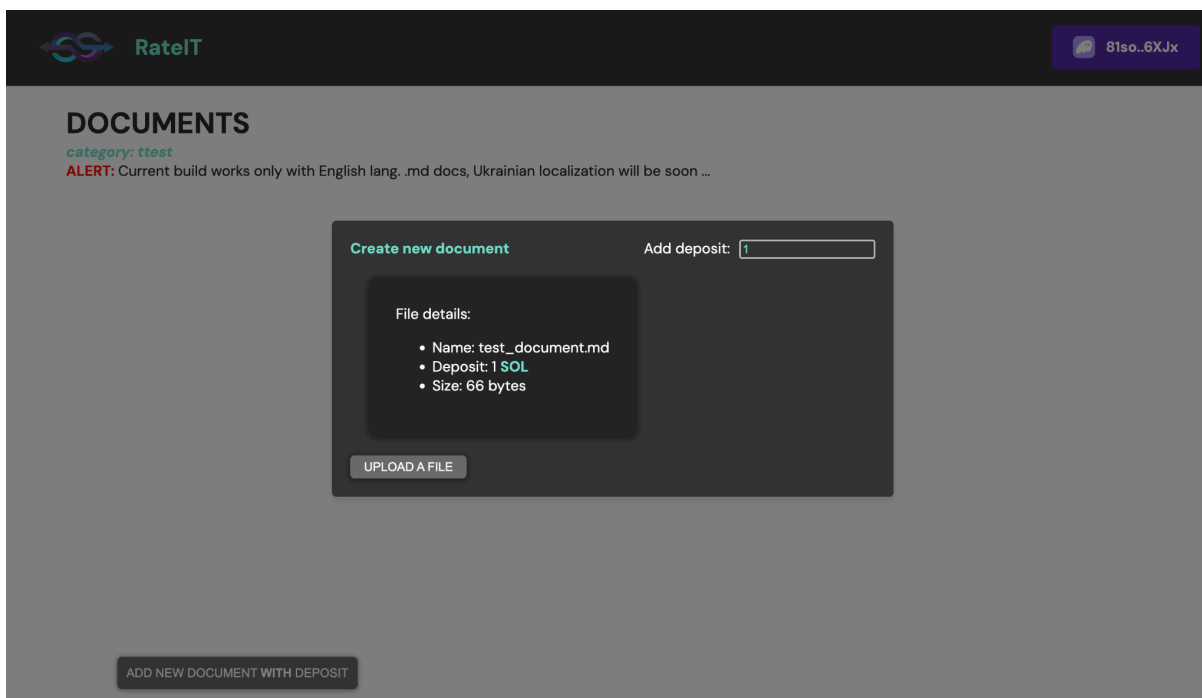 RateIT
81so..6XJx
DOCUMENTS
category: ttest
ALERT: Current build works only with English lang. .md docs, Ukrainian localization will be soon ...
Create new document
Add deposit: 1
File details:
• Name: test_document.md
• Deposit: 1 SOL
• Size: 66 bytes
UPLOAD A FILE
ADD NEW DOCUMENT WITH DEPOSIT